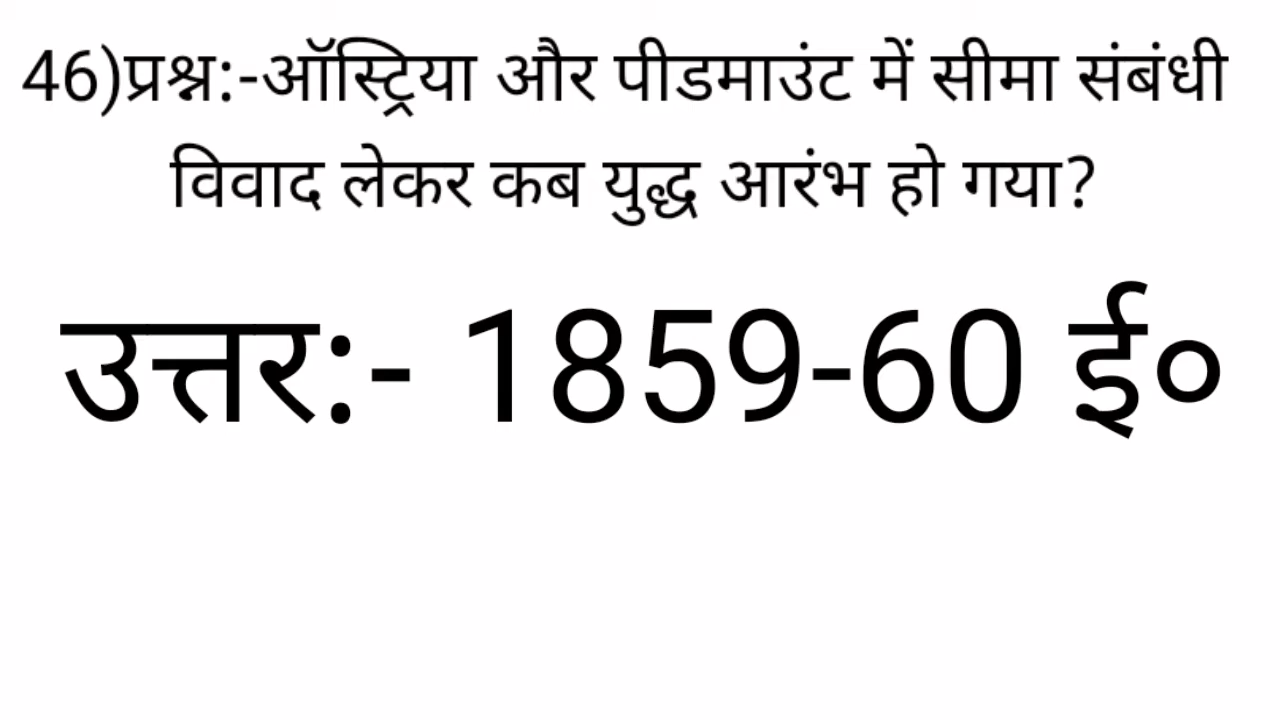 46)प्रश्न:-ऑस्ट्रिया और पीडमाउंट में सीमा संबंधी
विवाद लेकर कब युद्ध आरंभ हो गया?
उत्तर:- 1859-60 ई०